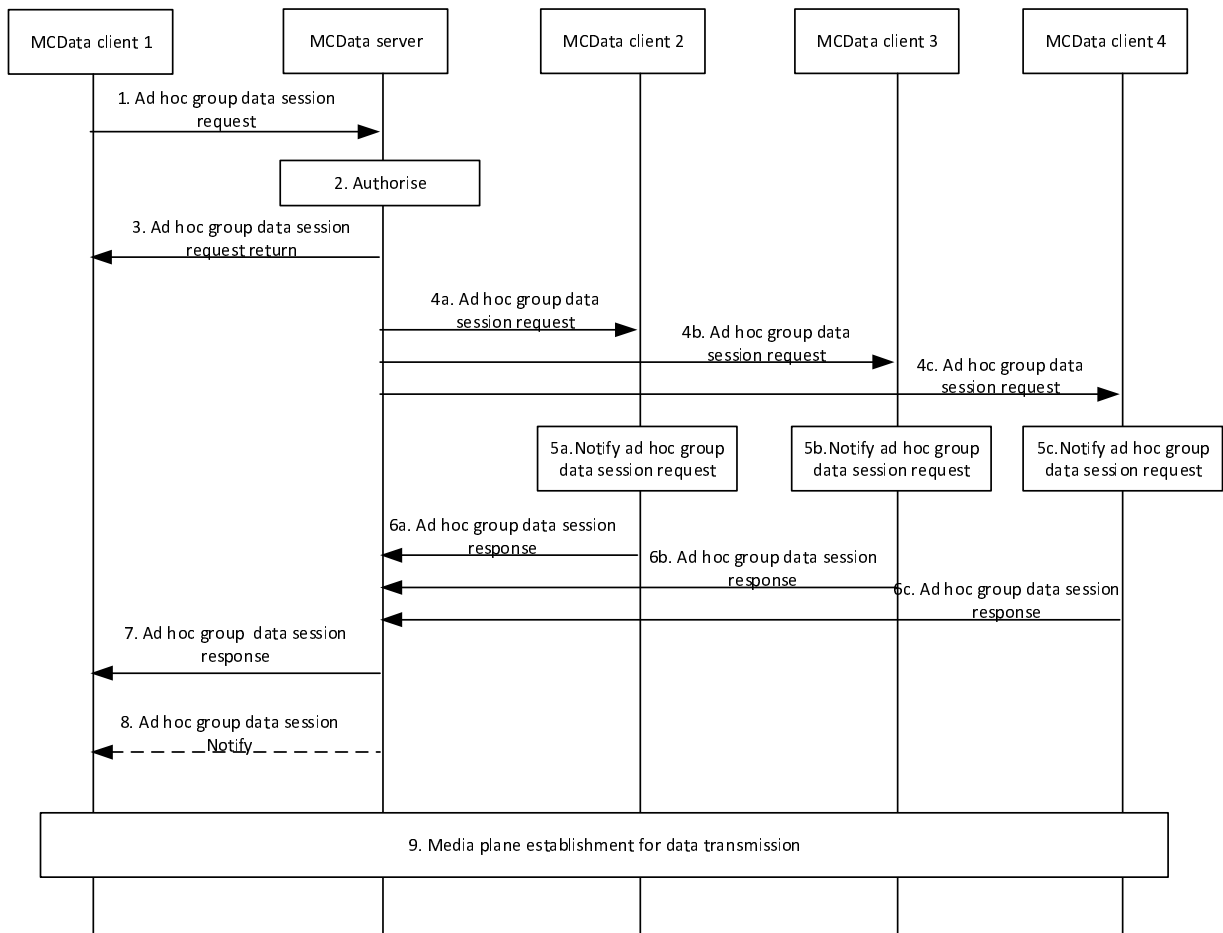 MCData client 1
MCData server
MCData client 2
MCData client 3
MCData client 4
1. Ad hoc group data session
request
2. Authorise
3. Ad hoc group data session
request return
4a. Ad hoc group data
session request
4b. Ad hoc group data
session request
4c. Ad hoc group data
session request
5a.Notify ad hoc group
data session request
5b.Notify ad hoc group
data session request
5c.Notify ad hoc group
data session request
6a. Ad hoc group data session
response
6b. Ad hoc group data session
response
6c. Ad hoc group data session
response
7. Ad hoc group data session
response
8. Ad hoc group data session
Notify
9. Media plane establishment for data transmission